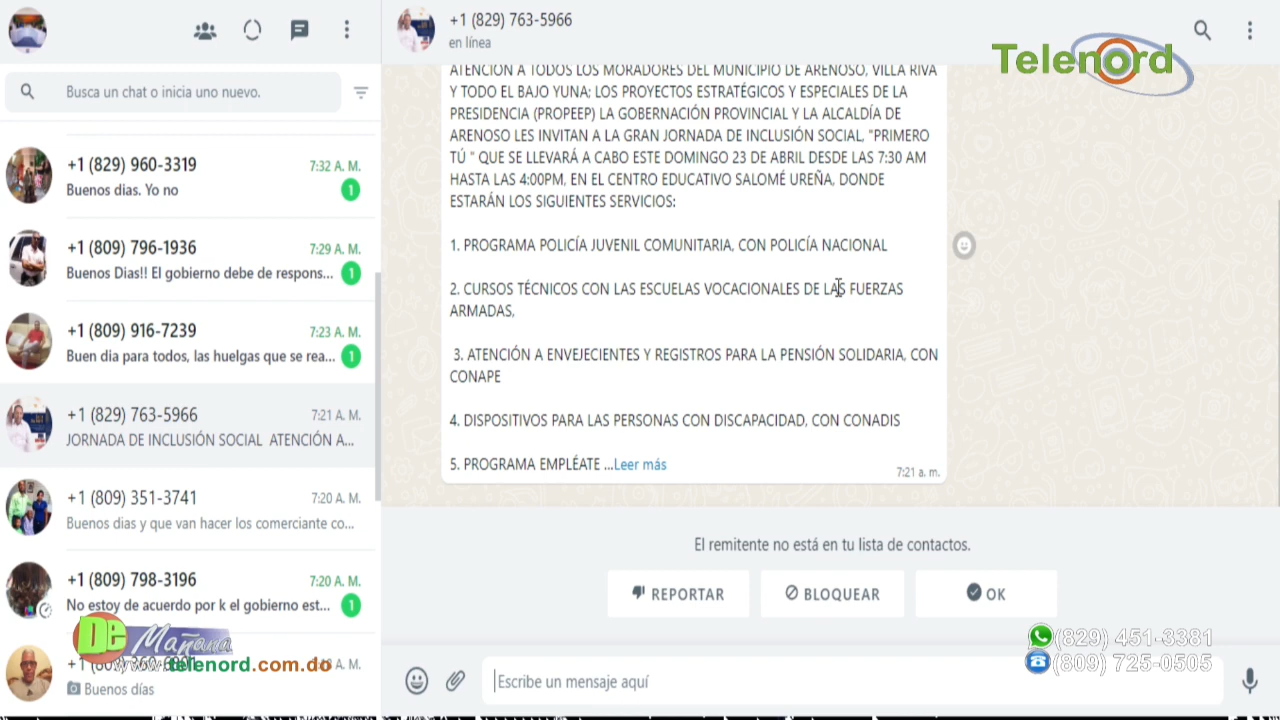 Busca un chat o inicia uno nuevo.
+1 (829) 960-3319
7:32 A. M.
Buenos dias. Yo no
1
+1 (809) 796-1936
7:29 A. M.
Buenos Dias!! El gobierno debe de respons...
1
+1 (809) 916-7239
7:23 A. M.
Buen dia para todos, las huelgas que se rea...
1
+1 (829) 763-5966
7:21 A. M.
JORNADA DE INCLUSIÓN SOCIAL ATENCIÓN A...
+1 (809) 351-3741
7:20 A. M.
Buenos dias y que van hacer los comerciante co...
+1 (809) 798-3196
7:20 A. M.
No estoy de acuerdo por k el gobierno est...
1
De Mañana
www.telenord.com.do
Buenos días
+1 (829) 763-5966
en línea
Telenord
ATENCIÓN A TODOS LOS MORADORES DEL MUNICIPIO DE ARENOSO, VILLA RIVA
Y TODO EL BAJO YUNA; LOS PROYECTOS ESTRATÉGICOS Y ESPECIALES DE LA
PRESIDENCIA (PROPEEP) LA GOBERNACIÓN PROVINCIAL Y LA ALCALDÍA DE
ARENOSO LES INVITAN A LA GRAN JORNADA DE INCLUSIÓN SOCIAL, "PRIMERO
TÚ " QUE SE LLEVARÁ A CABO ESTE DOMINGO 23 DE ABRIL DESDE LAS 7:30 AM
HASTA LAS 4:00PM, EN EL CENTRO EDUCATIVO SALOMÉ UREÑA, DONDE
ESTARÁN LOS SIGUIENTES SERVICIOS:
1. PROGRAMA POLICÍA JUVENIL COMUNITARIA, CON POLICÍA NACIONAL
2. CURSOS TÉCNICOS CON LAS ESCUELAS VOCACIONALES DE LAS FUERZAS
ARMADAS,
3. ATENCIÓN A ENVEJECIENTES Y REGISTROS PARA LA PENSIÓN SOLIDARIA, CON
CONAPE
4. DISPOSITIVOS PARA LAS PERSONAS CON DISCAPACIDAD, CON CONADIS
5. PROGRAMA EMPLÉATE ...Leer más
7:21 a. m.
El remitente no está en tu lista de contactos.
REPORTAR
BLOQUEAR
OK
(829) 451-3381
(809) 725-0505
Escribe un mensaje aquí